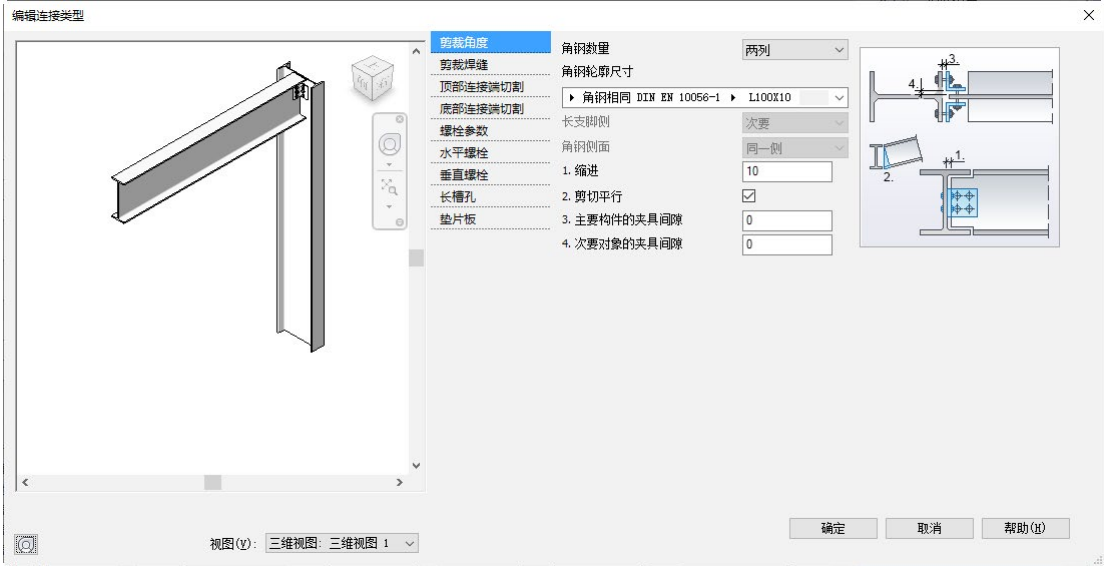 编辑连接类型
剪裁角度
剪裁焊缝
顶部连接端切割
底部连接端切割
螺栓参数
水平螺栓
垂直螺栓
长槽孔
垫片板
角钢数量 两列
角钢轮廓尺寸
角钢相同 DIN EN 10056-1 L100X10
长支脚侧 次要
角钢侧面 同一侧
1. 缩进 10
2. 剪切平行
3. 主要构件的夹具间隙 0
4. 次要对象的夹具间隙 0
3.
4.
1.
2.
视图(V): 三维视图: 三维视图 1
确定 取消 帮助(H)